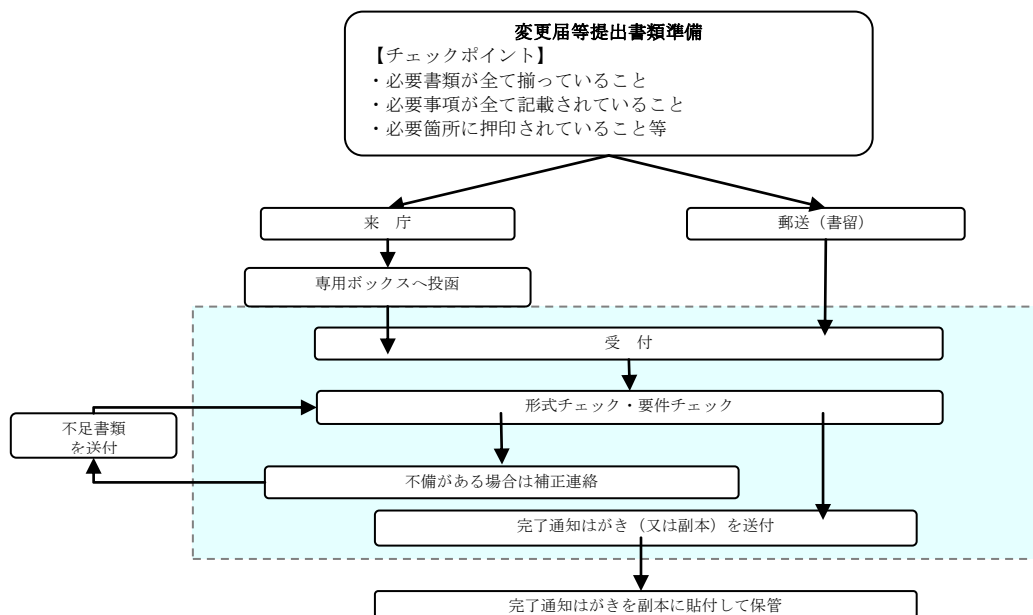 変更届等提出書類準備
【チェックポイント】
・必要書類が全て揃っていること
・必要事項が全て記載されていること
・必要箇所に押印されていること等
来　庁
郵送（書留）
専用ボックスへ投函
受　付
形式チェック・要件チェック
不足書類
を送付
不備がある場合は補正連絡
完了通知はがき（又は副本）を送付
完了通知はがきを副本に貼付して保管